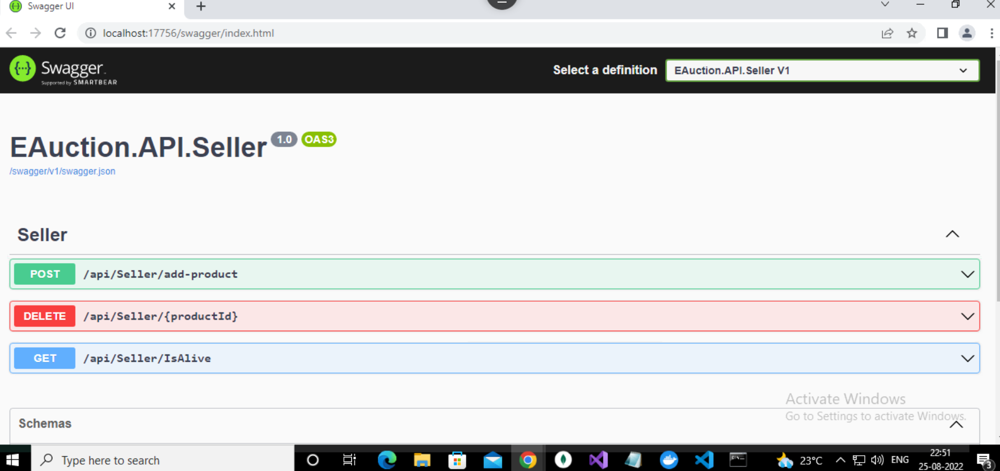 Swagger UI
localhost:17756/swagger/index.html
Swagger
Supported by SMARTBEAR
Select a definition
EAuction.API.Seller V1
EAuction.API.Seller 1.0 OAS3
/swagger/v1/swagger.json
Seller
POST /api/Seller/add-product
DELETE /api/Seller/{productId}
GET /api/Seller/IsAlive
Activate Windows
Go to Settings to activate Windows.
Schemas
Type here to search
23°C
ENG
22:51
25-08-2022
3